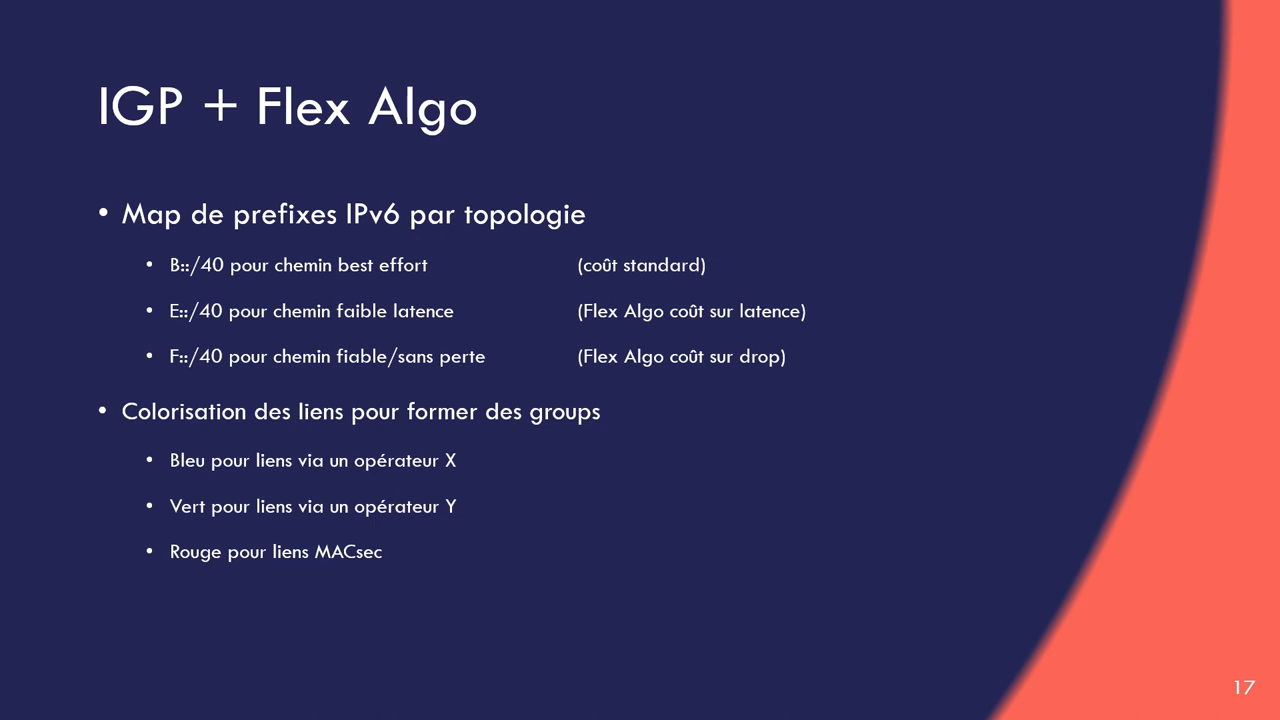 IGP + Flex Algo
• Map de prefixes IPv6 par topologie
• B::/40 pour chemin best effort (coût standard)
• E::/40 pour chemin faible latence (Flex Algo coût sur latence)
• F::/40 pour chemin fiable/sans perte (Flex Algo coût sur drop)
• Colorisation des liens pour former des groups
• Bleu pour liens via un opérateur X
• Vert pour liens via un opérateur Y
• Rouge pour liens MACsec
17